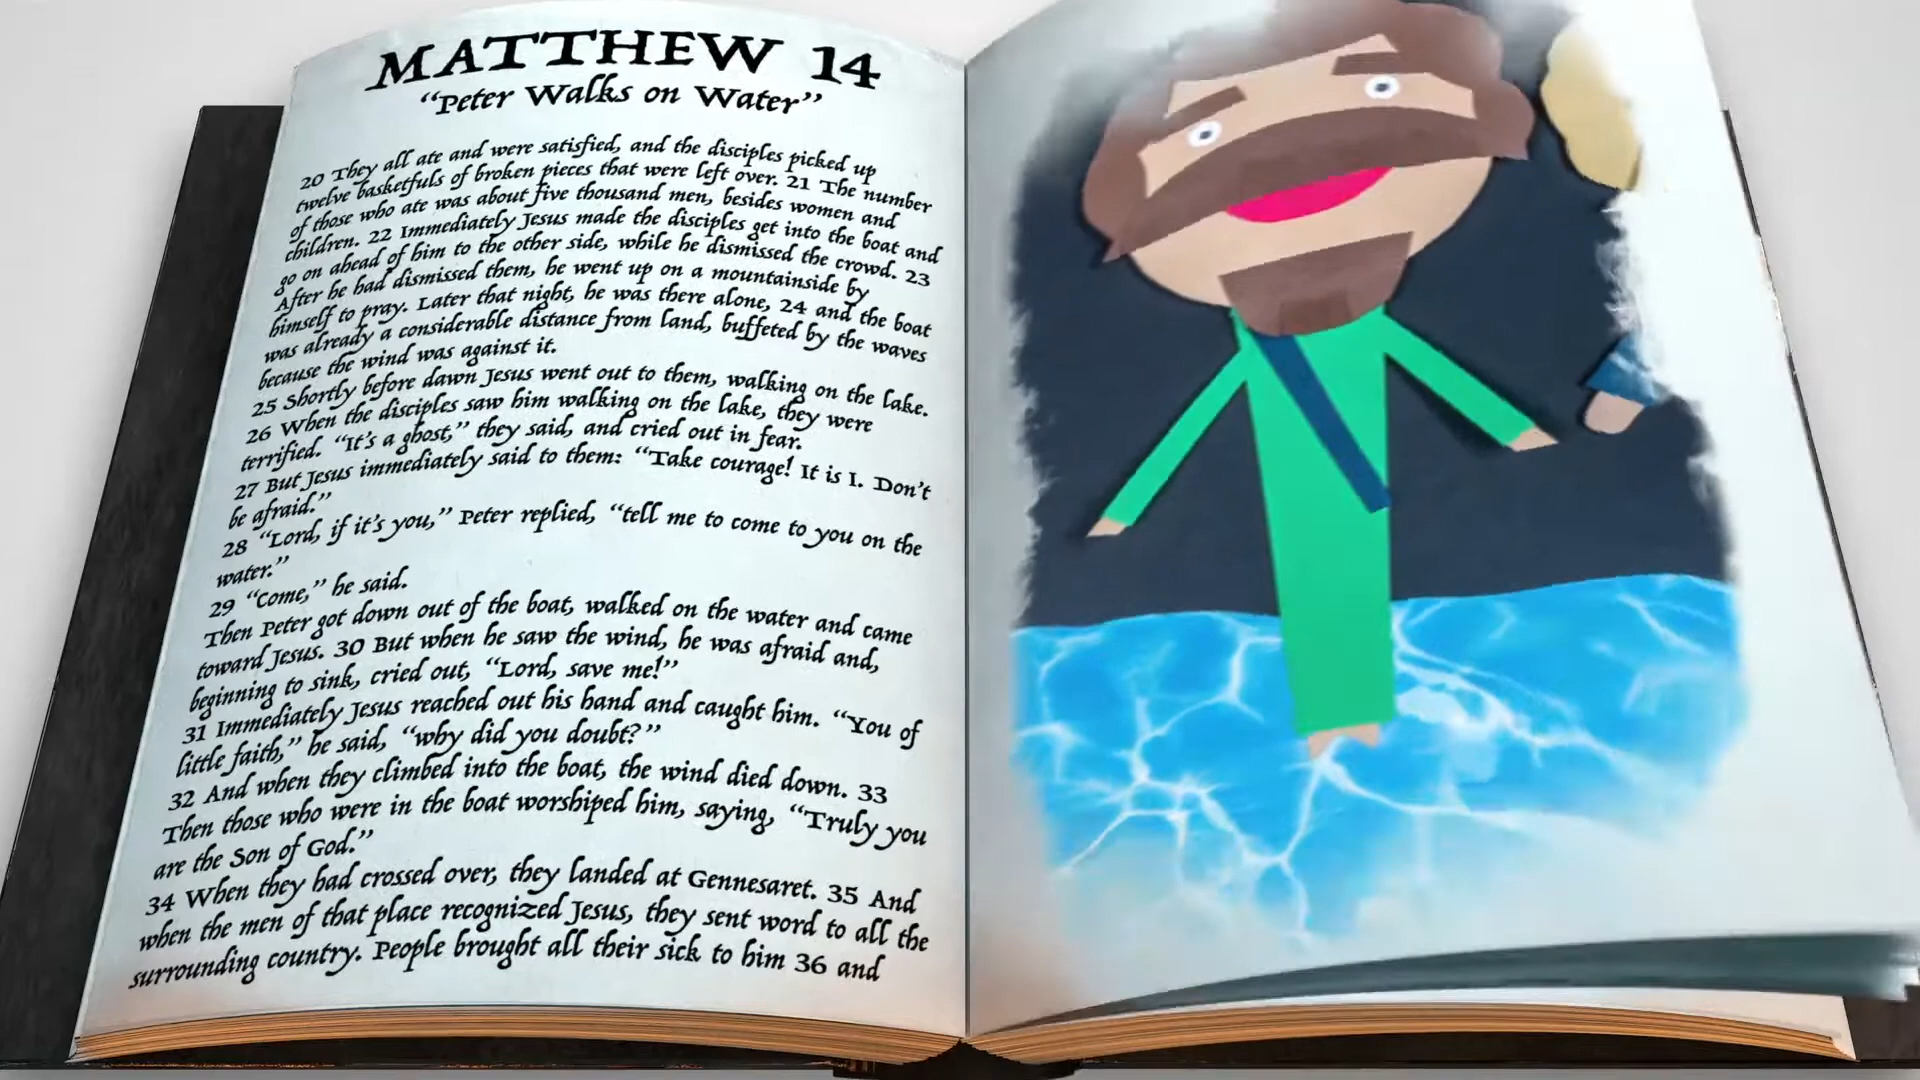 MATTHEW 14
“Peter Walks on Water”
20 They all ate and were satisfied, and the disciples picked up
twelve basketfuls of broken pieces that were left over. 21 The number
of those who ate was about five thousand men, besides women and
children. 22 Immediately Jesus made the disciples get into the boat and
go on ahead of him to the other side, while he dismissed the crowd. 23
After he had dismissed them, he went up on a mountainside by
himself to pray. Later that night, he was there alone, 24 and the boat
was already a considerable distance from land, buffeted by the waves
because the wind was against it.
25 Shortly before dawn Jesus went out to them, walking on the lake.
26 When the disciples saw him walking on the lake, they were
terrified. “It’s a ghost,” they said, and cried out in fear.
27 But Jesus immediately said to them: “Take courage! It is I. Don’t
be afraid.”
28 “Lord, if it’s you,” Peter replied, “tell me to come to you on the
water.”
29 “Come,” he said.
Then Peter got down out of the boat, walked on the water and came
toward Jesus. 30 But when he saw the wind, he was afraid and,
beginning to sink, cried out, “Lord, save me!”
31 Immediately Jesus reached out his hand and caught him. “You of
little faith,” he said, “why did you doubt?”
32 And when they climbed into the boat, the wind died down. 33
Then those who were in the boat worshiped him, saying, “Truly you
are the Son of God.”
34 When they had crossed over, they landed at Gennesaret. 35 And
when the men of that place recognized Jesus, they sent word to all the
surrounding country. People brought all their sick to him 36 and